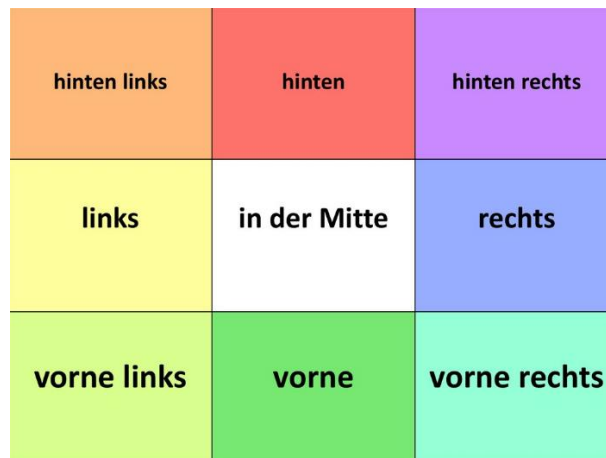 hinten links
hinten
hinten rechts
links
in der Mitte
rechts
vorne links
vorne
vorne rechts